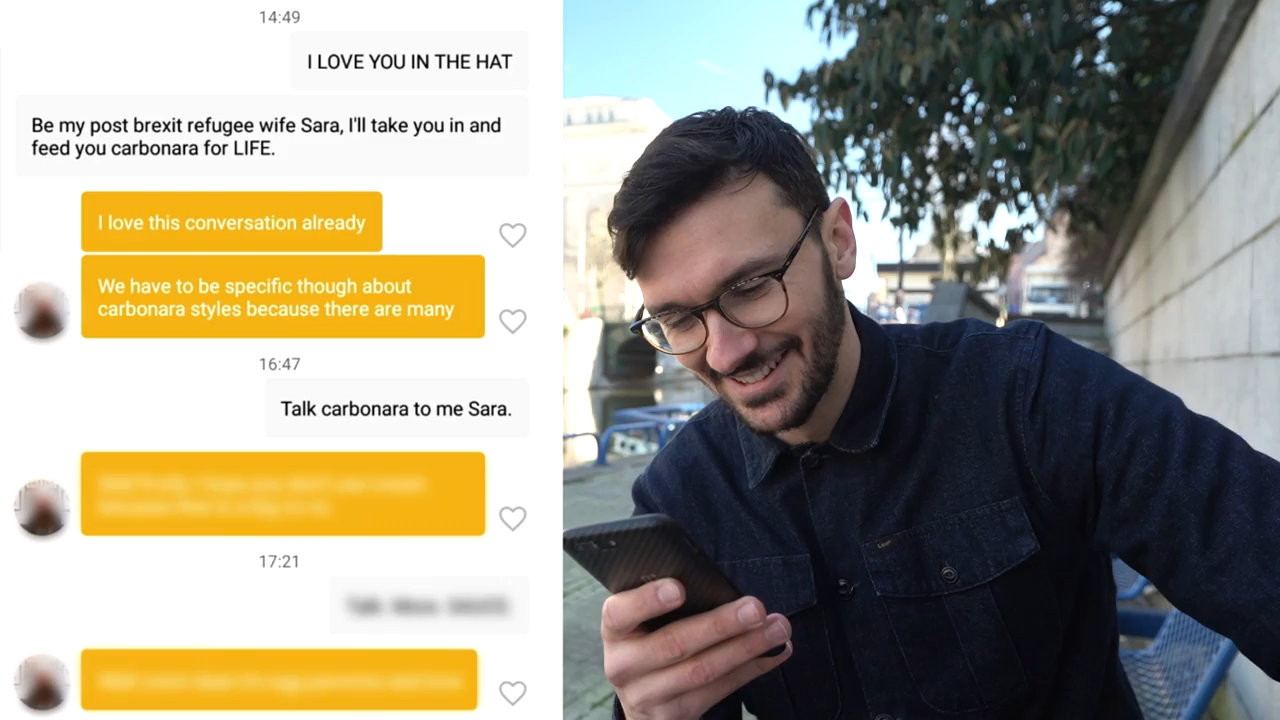 14:49
I LOVE YOU IN THE HAT
Be my post brexit refugee wife Sara, I'll take you in and
feed you carbonara for LIFE.
I love this conversation already
We have to be specific though about
carbonara styles because there are many
16:47
Talk carbonara to me Sara.
17:21